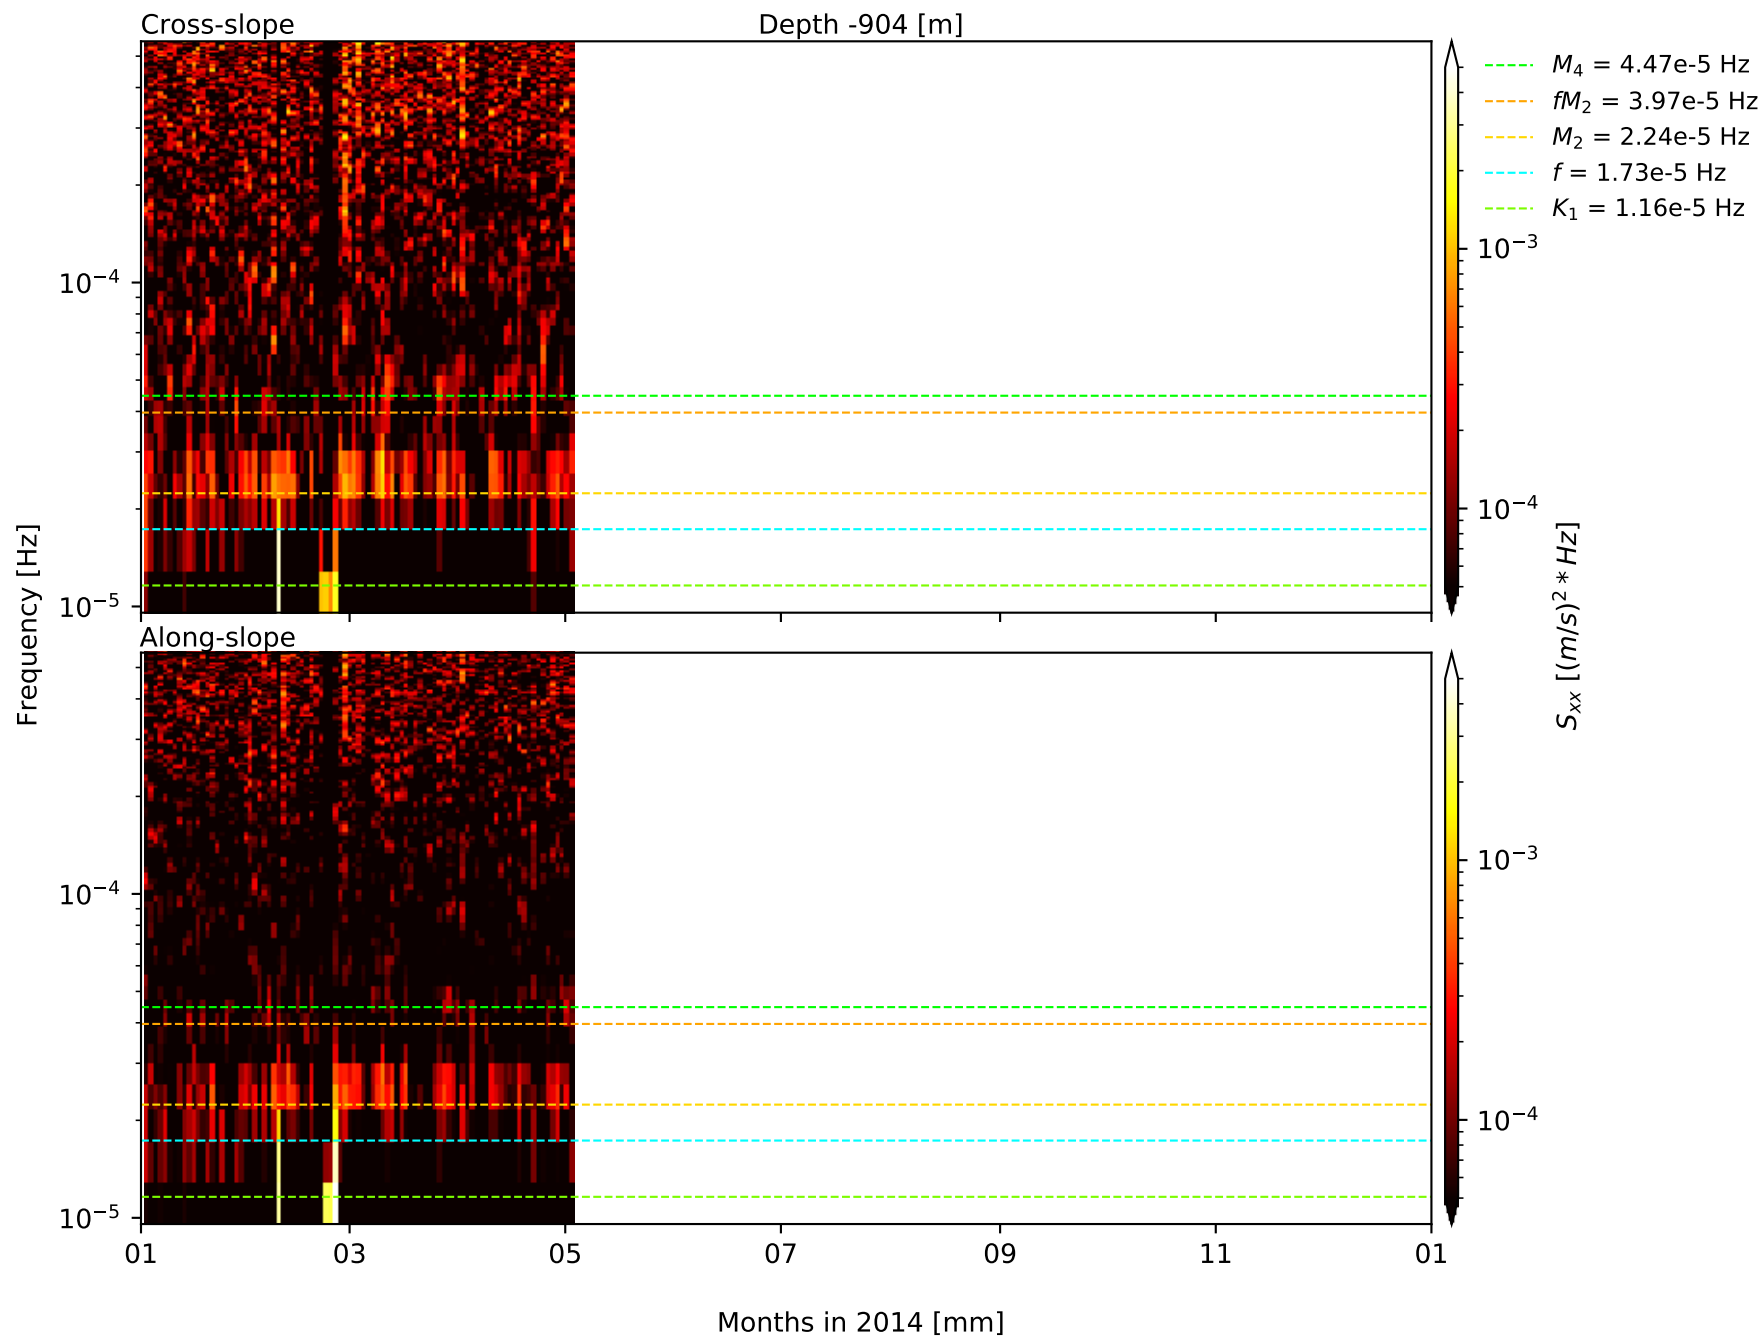 Cross-slope
Depth -904 [m]
M₄ = 4.47e-5 Hz
fM₂ = 3.97e-5 Hz
M₂ = 2.24e-5 Hz
f = 1.73e-5 Hz
K₁ = 1.16e-5 Hz
10⁻⁴
10⁻⁵
10⁻³
10⁻⁴
Frequency [Hz]
Sₓₓ [(m/s)² * Hz]
Along-slope
10⁻⁴
10⁻⁵
10⁻³
10⁻⁴
01 03 05 07 09 11 01
Months in 2014 [mm]